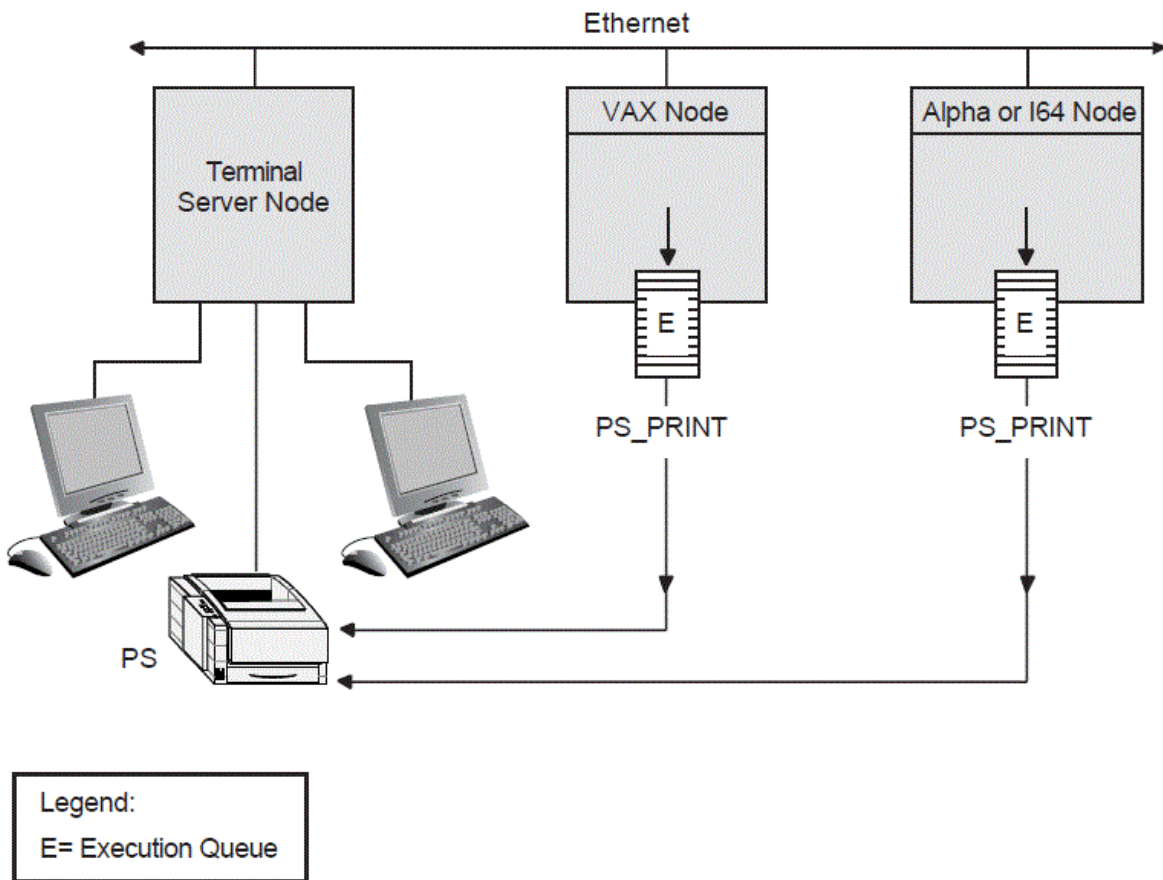 Ethernet
Terminal
Server Node
VAX Node
Alpha or I64 Node
E
E
PS_PRINT
PS_PRINT
PS
Legend:
E= Execution Queue